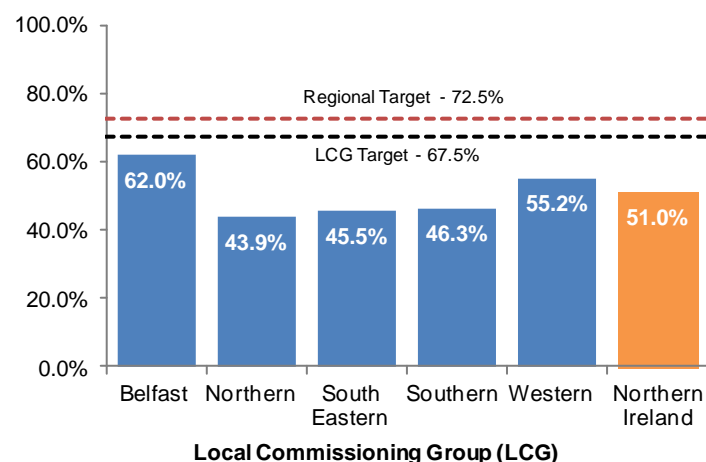 100.0%
80.0%
60.0%
40.0%
20.0%
0.0%
Regional Target - 72.5%
LCG Target - 67.5%
62.0%
43.9%
45.5%
46.3%
55.2%
51.0%
Belfast Northern South Southern Western Northern
Eastern Ireland
Local Commissioning Group (LCG)